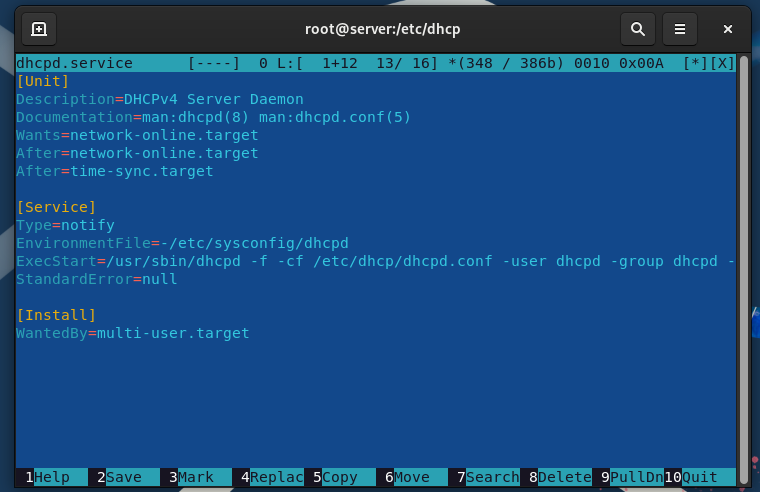 root@server:/etc/dhcp
dhcpd.service [----] 0 L:[ 1+12 13/ 16] *(348 / 386b) 0010 0x00A [*][X]
[Unit]
Description=DHCPv4 Server Daemon
Documentation=man:dhcpd(8) man:dhcpd.conf(5)
Wants=network-online.target
After=network-online.target
After=time-sync.target
[Service]
Type=notify
EnvironmentFile=-/etc/sysconfig/dhcpd
ExecStart=/usr/sbin/dhcpd -f -cf /etc/dhcp/dhcpd.conf -user dhcpd -group dhcpd -
StandardError=null
[Install]
WantedBy=multi-user.target
1Help 2Save 3Mark 4Replac 5Copy 6Move 7Search 8Delete 9PullDn 10Quit